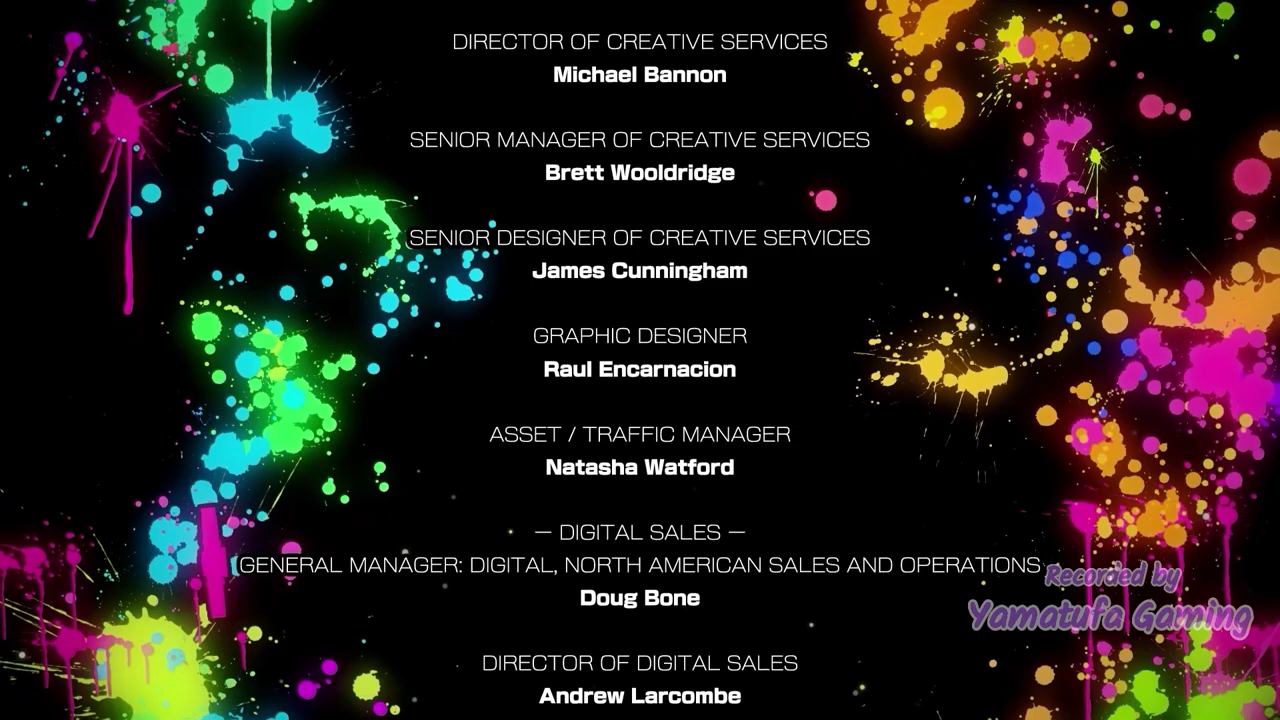 DIRECTOR OF CREATIVE SERVICES
Michael Bannon
SENIOR MANAGER OF CREATIVE SERVICES
Brett Wooldridge
SENIOR DESIGNER OF CREATIVE SERVICES
James Cunningham
GRAPHIC DESIGNER
Raul Encarnacion
ASSET / TRAFFIC MANAGER
Natasha Watford
— DIGITAL SALES —
GENERAL MANAGER: DIGITAL, NORTH AMERICAN SALES AND OPERATIONS
Doug Bone
Recorded by
Yamatufa Gaming
DIRECTOR OF DIGITAL SALES
Andrew Larcombe